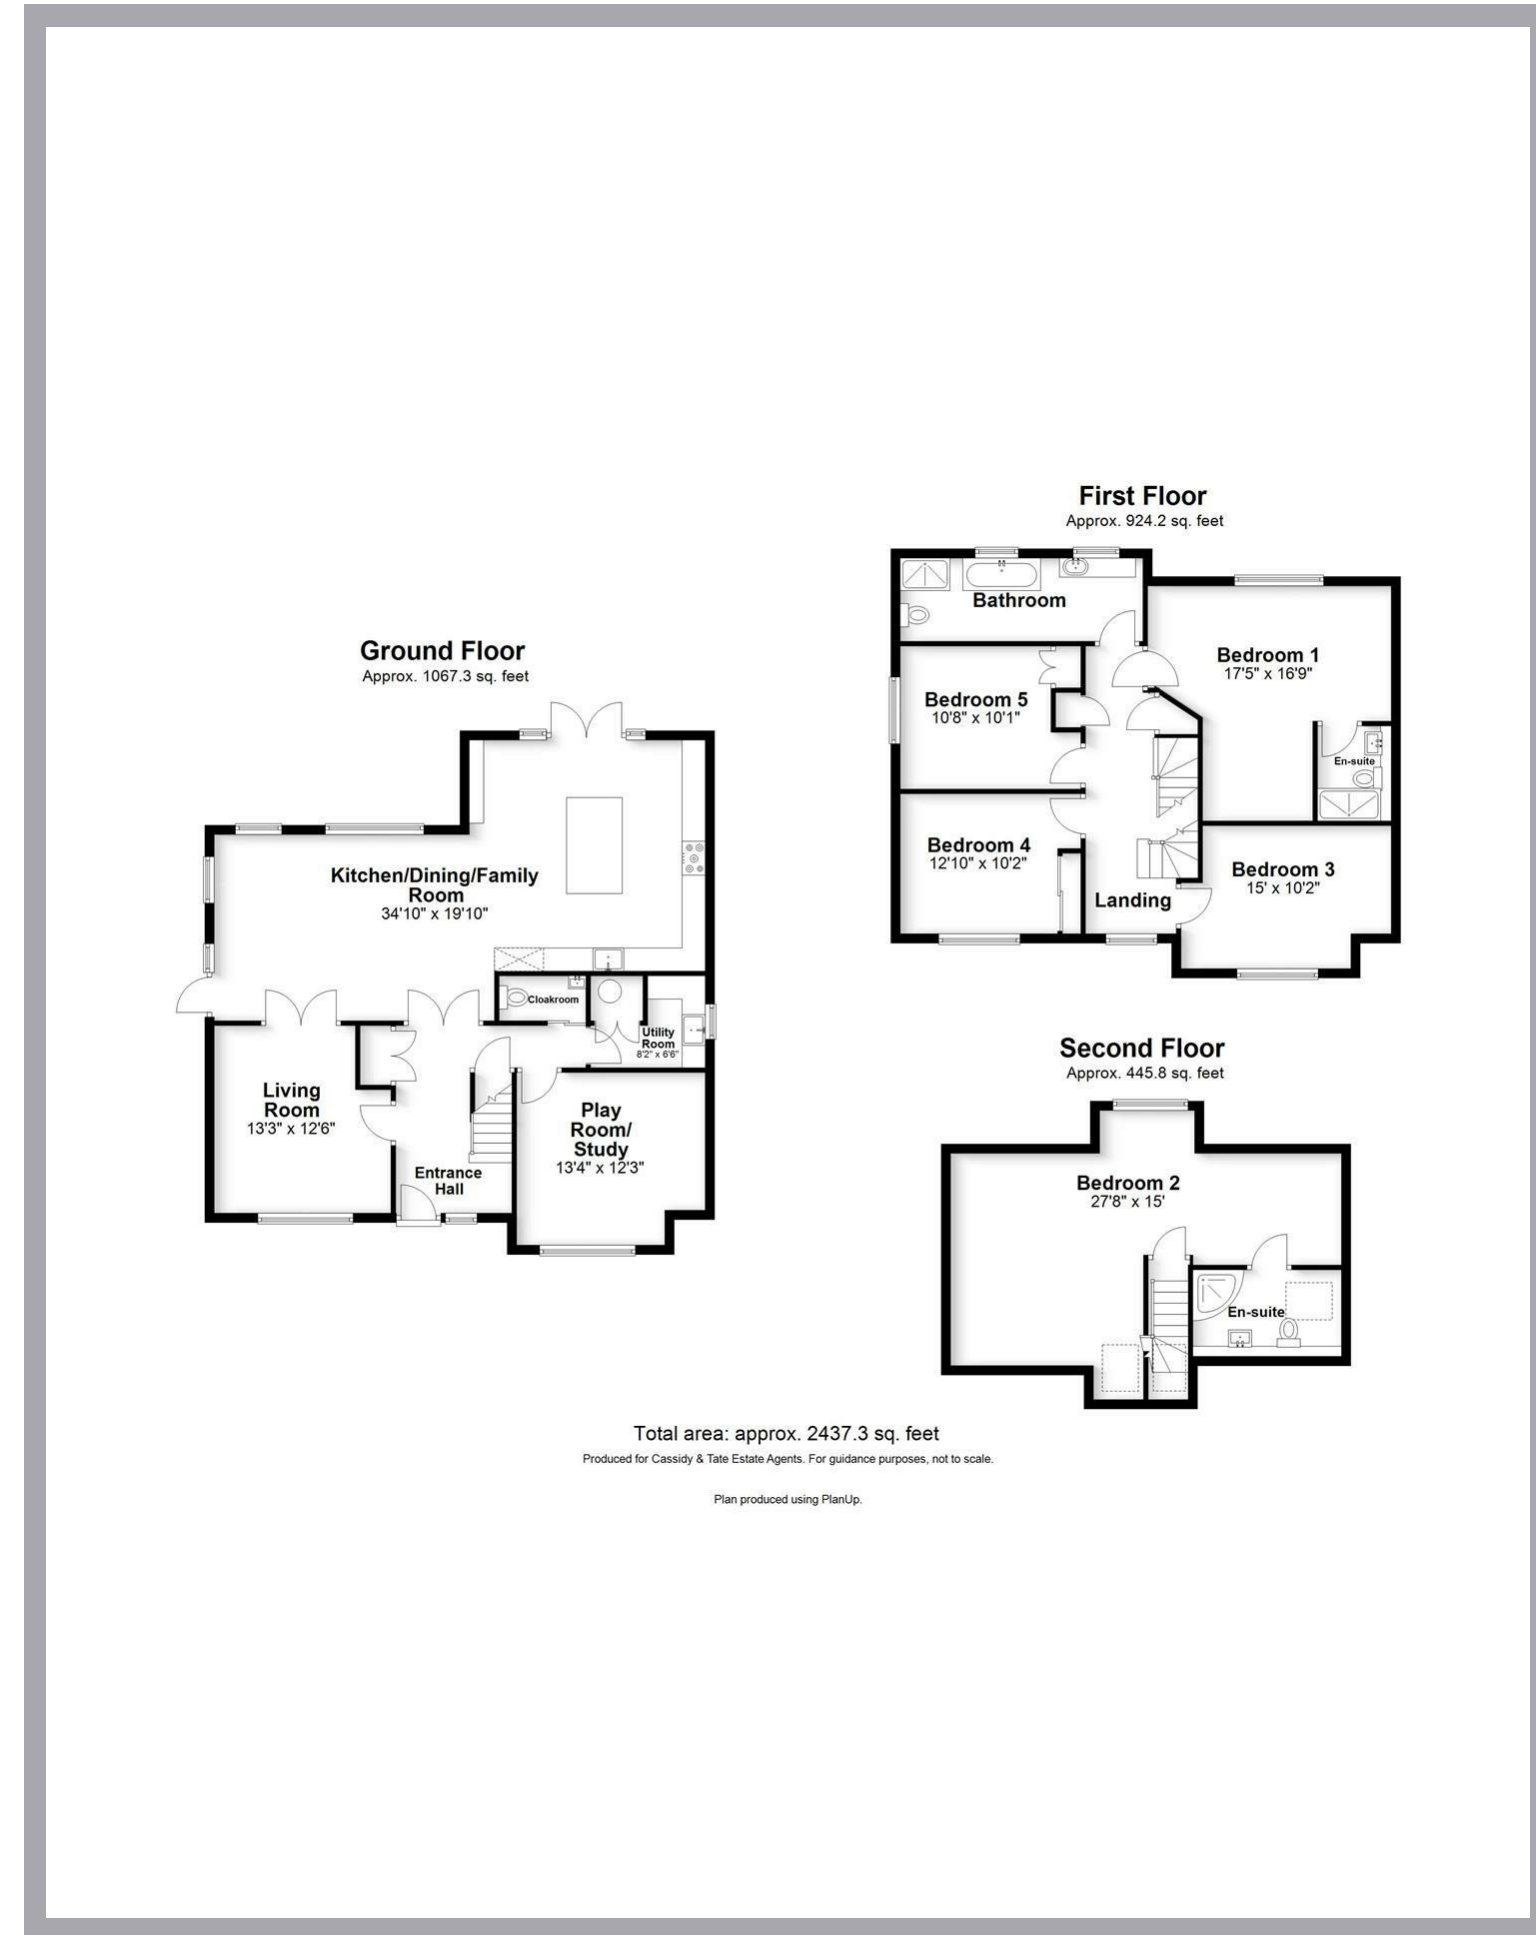 Ground Floor
Approx. 1067.3 sq. feet
Kitchen/Dining/Family
Room
34'10" x 19'10"
Cloakroom
Utility
Room
8'2" x 6'6"
Living
Room
13'3" x 12'6"
Play
Room/
Study
13'4" x 12'3"
Entrance
Hall
First Floor
Approx. 924.2 sq. feet
Bathroom
Bedroom 1
17'5" x 16'9"
Bedroom 5
10'8" x 10'1"
En-suite
Bedroom 4
12'10" x 10'2"
Bedroom 3
15' x 10'2"
Landing
Second Floor
Approx. 445.8 sq. feet
Bedroom 2
27'8" x 15'
En-suite
Total area: approx. 2437.3 sq. feet
Produced for Cassidy & Tate Estate Agents. For guidance purposes, not to scale.
Plan produced using PlanUp.